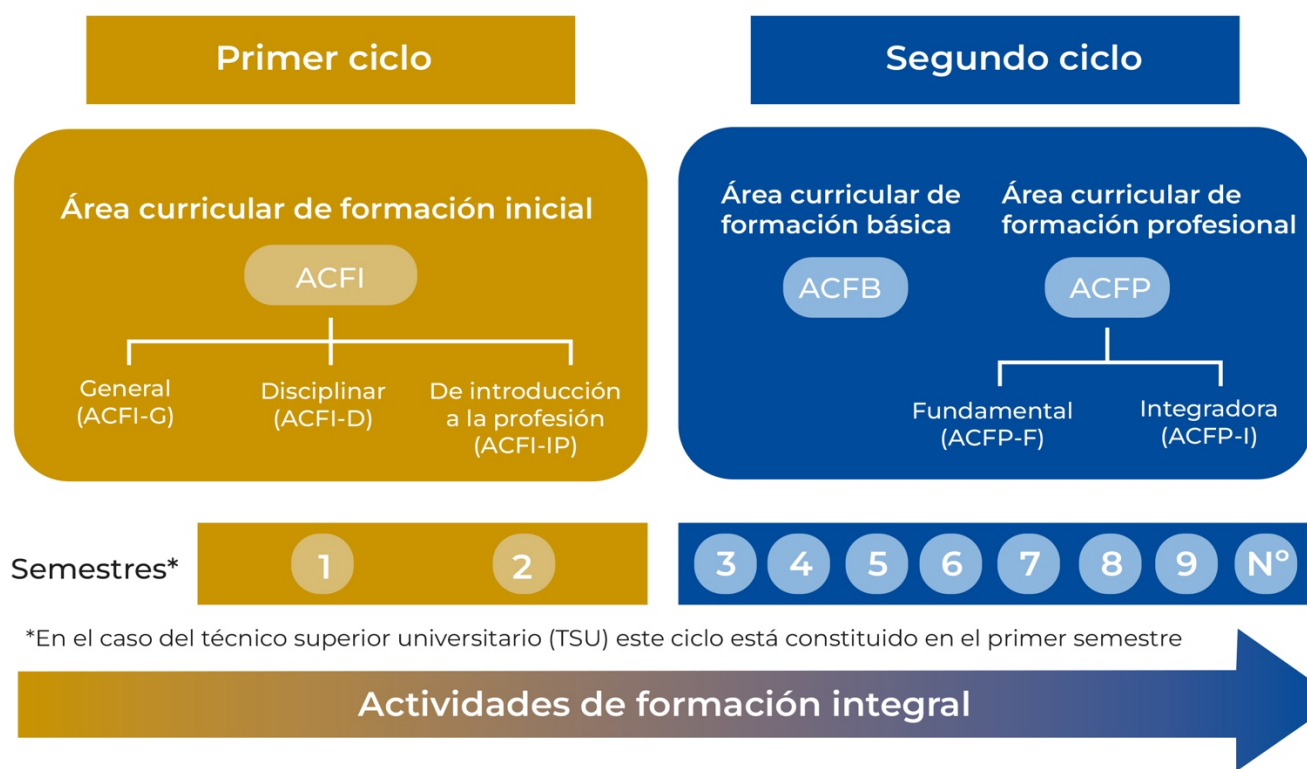 Primer ciclo
Segundo ciclo
Área curricular de formación inicial
ACFI
General
(ACFI-G)
Disciplinar
(ACFI-D)
De introducción
a la profesión
(ACFI-IP)
Área curricular de
formación básica
ACFB
Área curricular de
formación profesional
ACFP
Fundamental
(ACFP-F)
Integradora
(ACFP-I)
Semestres*
1
2
3
4
5
6
7
8
9
Nº
*En el caso del técnico superior universitario (TSU) este ciclo está constituido en el primer semestre
Actividades de formación integral